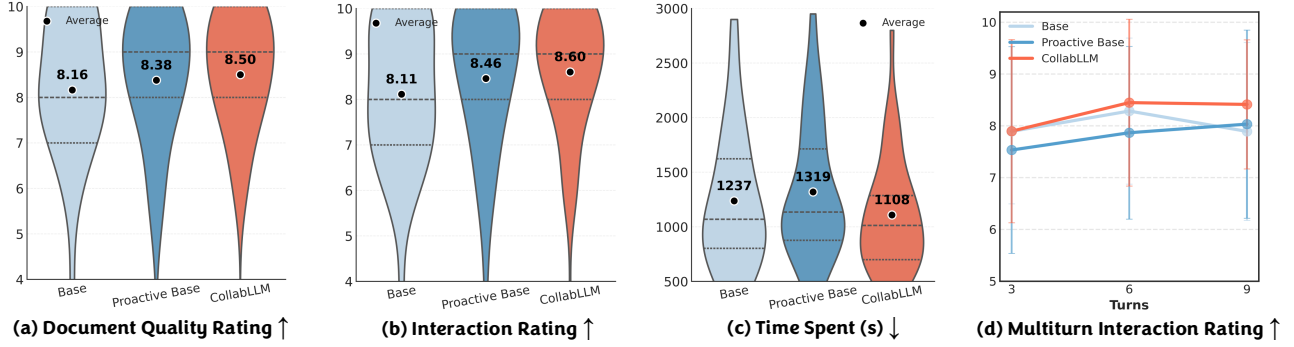 10
9
8
7
6
5
4
Average
8.16
8.38
8.50
Base
Proactive Base
CollabLLM
(a) Document Quality Rating ↑
10
9
8
7
6
5
4
Average
8.11
8.46
8.60
Base
Proactive Base
CollabLLM
(b) Interaction Rating ↑
3000
2500
2000
1500
1000
500
Average
1237
1319
1108
Base
Proactive Base
CollabLLM
(c) Time Spent (s) ↓
10
9
8
7
6
5
Base
Proactive Base
CollabLLM
3
6
9
Turns
(d) Multiturn Interaction Rating ↑